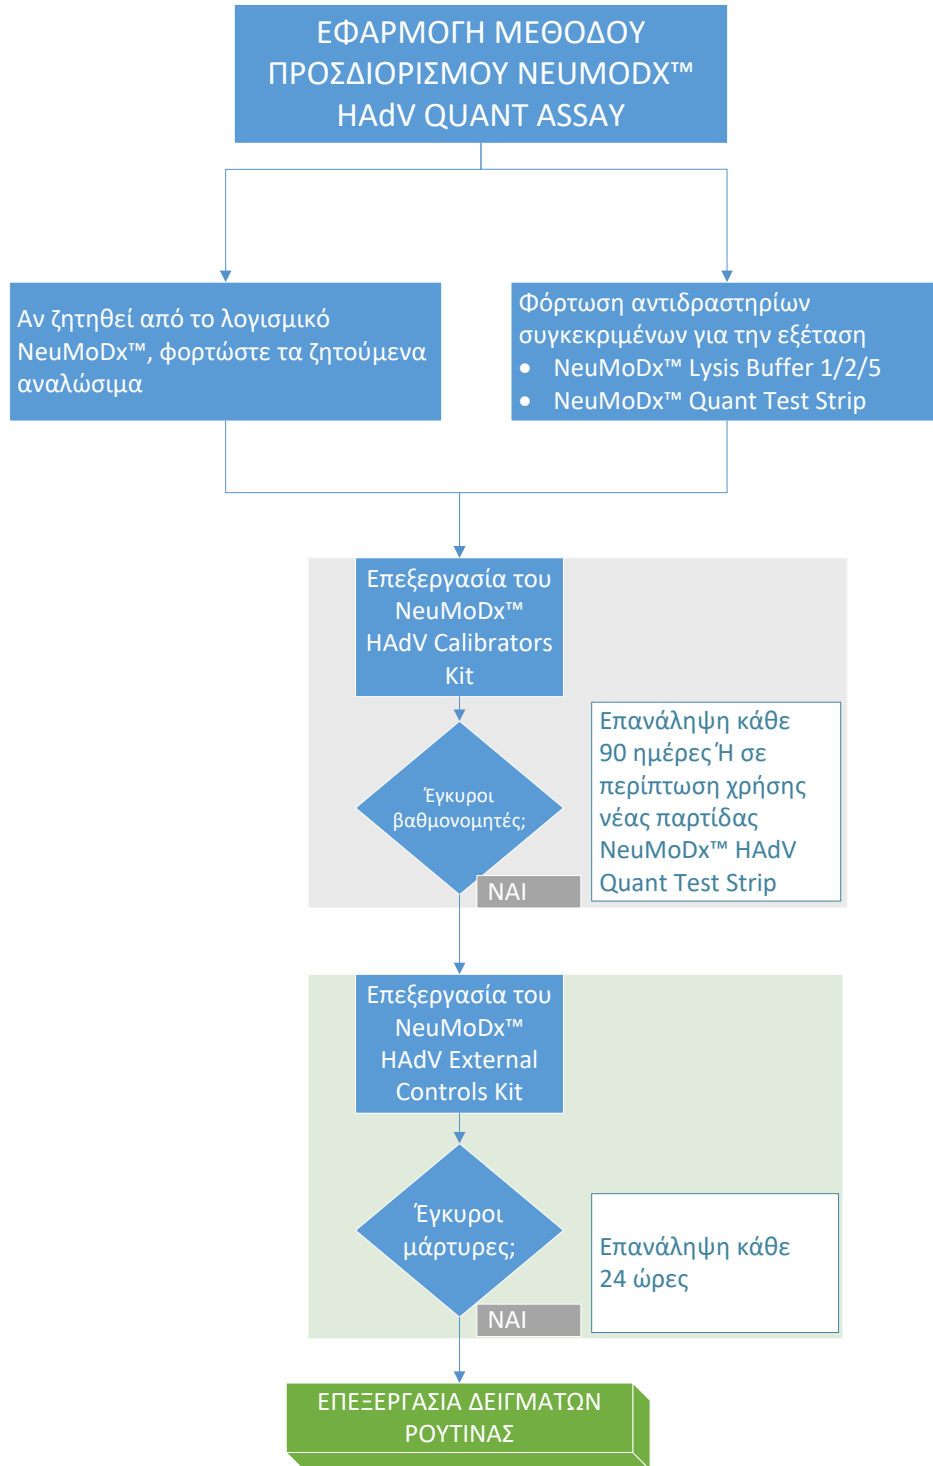 ΕΦΑΡΜΟΓΗ ΜΕΘΟΔΟΥ
ΠΡΟΣΔΙΟΡΙΣΜΟΥ NEUMODX™
HAdV QUANT ASSAY
Αν ζητηθεί από το λογισμικό
NeuMoDx™, φορτώστε τα ζητούμενα
αναλώσιμα
Φόρτωση αντιδραστηρίων
συγκεκριμένων για την εξέταση
• NeuMoDx™ Lysis Buffer 1/2/5
• NeuMoDx™ Quant Test Strip
Επεξεργασία του
NeuMoDx™
HAdV Calibrators
Kit
Έγκυροι
βαθμονομητές;
ΝΑΙ
Επανάληψη κάθε
90 ημέρες Ή σε
περίπτωση χρήσης
νέας παρτίδας
NeuMoDx™ HAdV
Quant Test Strip
Επεξεργασία του
NeuMoDx™
HAdV External
Controls Kit
Έγκυροι
μάρτυρες;
ΝΑΙ
Επανάληψη κάθε
24 ώρες
ΕΠΕΞΕΡΓΑΣΙΑ ΔΕΙΓΜΑΤΩΝ
ΡΟΥΤΙΝΑΣ